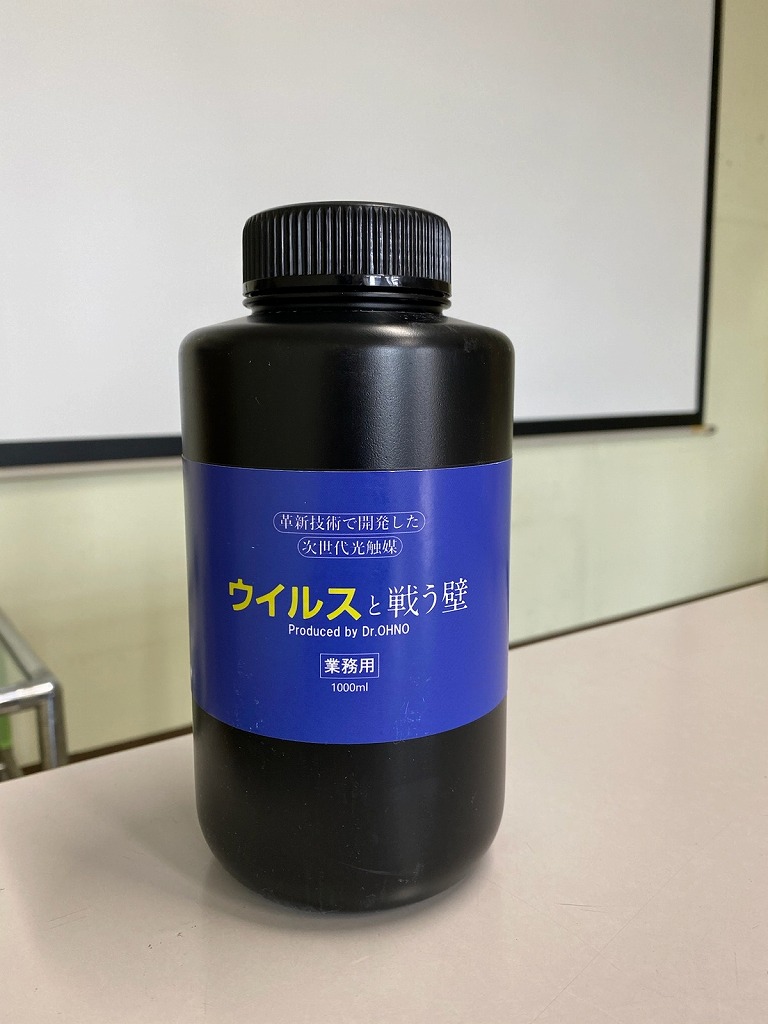 革新技術で開発した
次世代光触媒
ウイルスと戦う壁
Produced by Dr.OHNO
業務用
1000ml